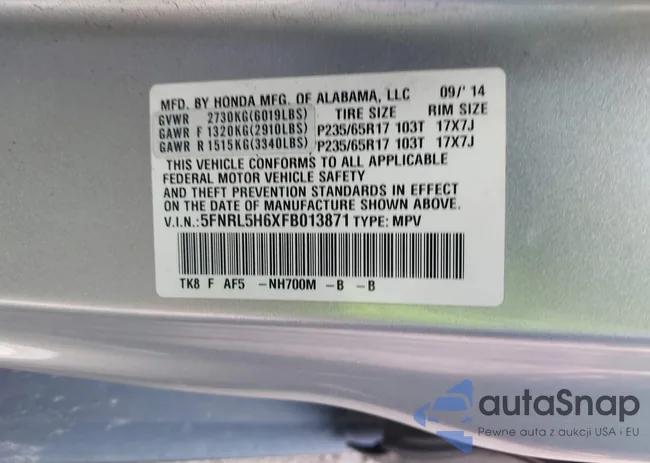 MFD. BY HONDA MFG. OF ALABAMA, LLC 09/'14
GVWR 2730KG(6019LBS) TIRE SIZE RIM SIZE
GAWR F 1320KG(2910LBS) P235/65R17 103T 17X7J
GAWR R 1515KG(3340LBS) P235/65R17 103T 17X7J
THIS VEHICLE CONFORMS TO ALL APPLICABLE
FEDERAL MOTOR VEHICLE SAFETY
AND THEFT PREVENTION STANDARDS IN EFFECT
ON THE DATE OF MANUFACTURE SHOWN ABOVE.
V.I.N.:5FNRL5H6XFB013871 TYPE: MPV
TK8 F AF5 -NH700M -B -B
autoSnap
Pewne auta z aukcji USA i EU